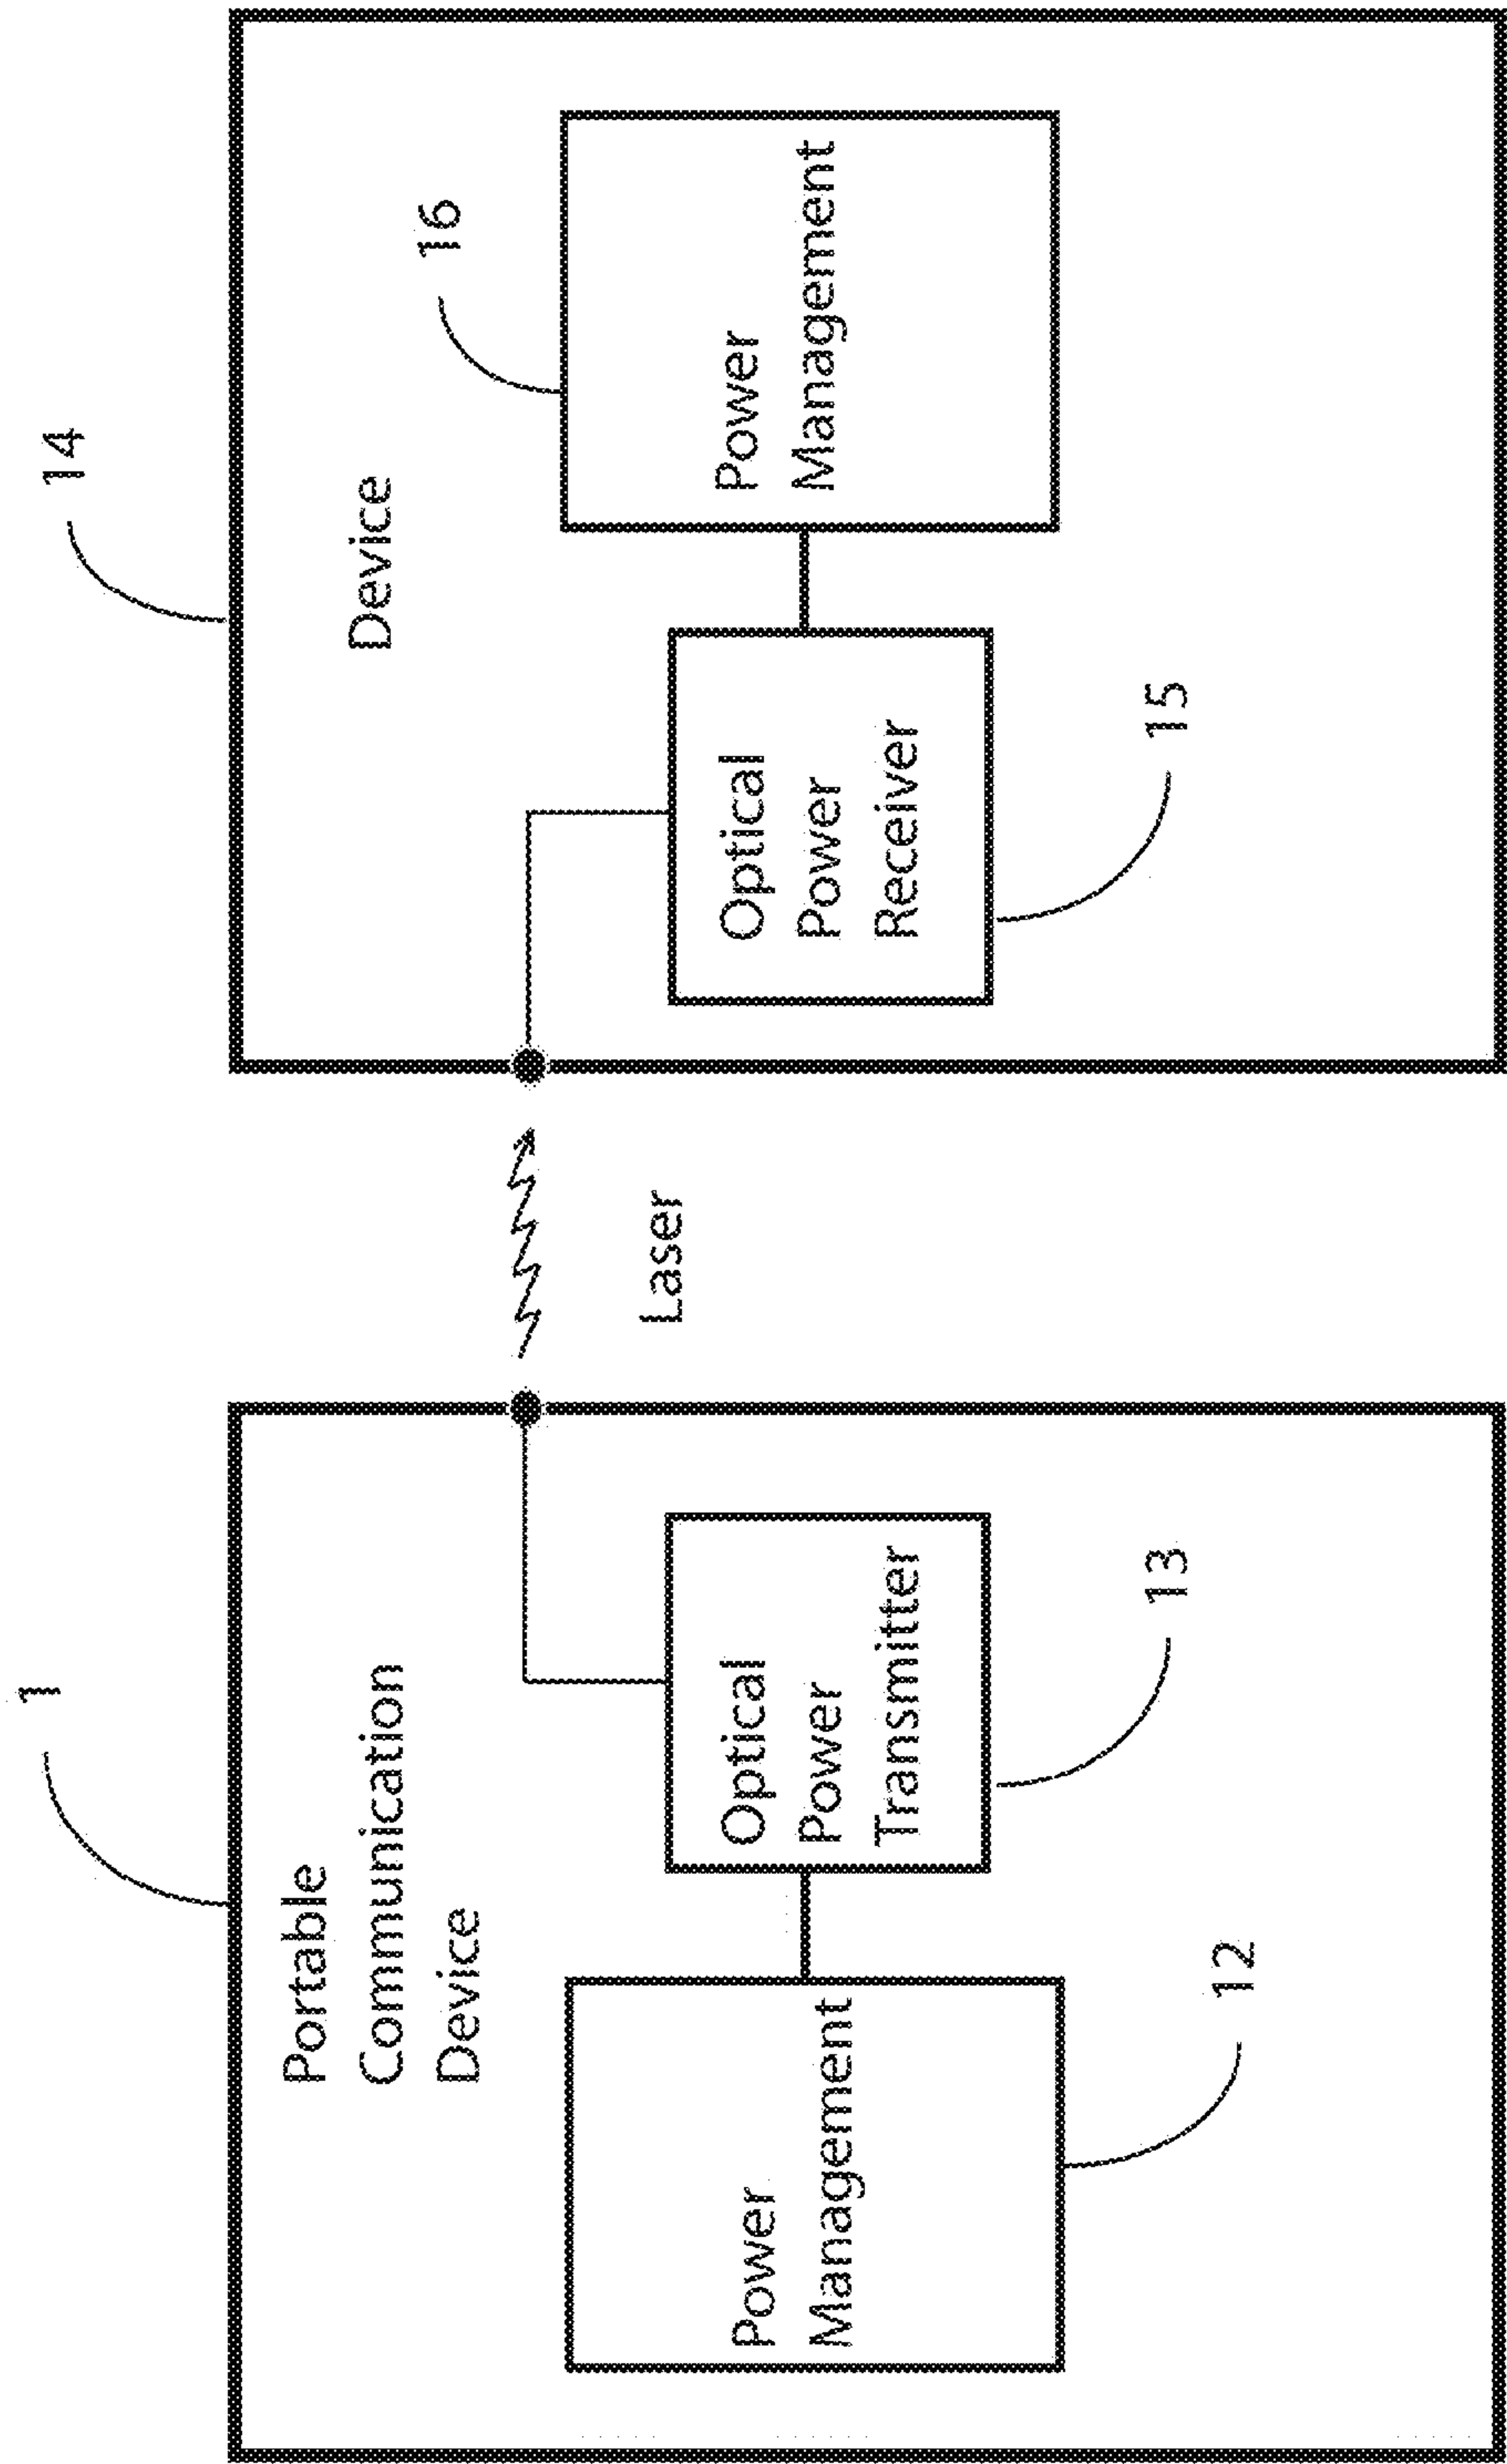 1
Portable
Communication
Device
Power
Management
12
Optical
Power
Transmitter
13
Laser
14
Device
Optical
Power
Receiver
15
Power
Management
16